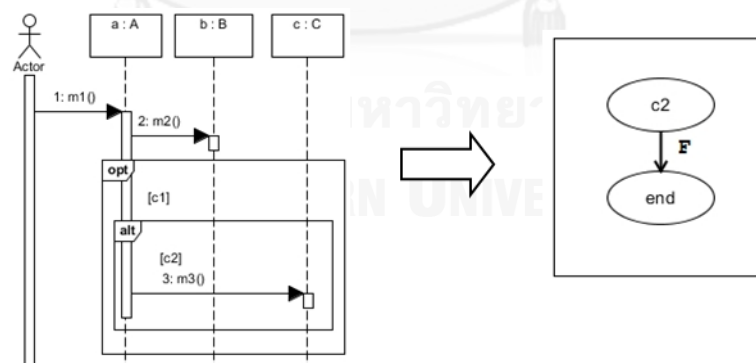 a : A
b : B
c : C
Actor
1: m1()
2: m2()
opt
[c1]
alt
[c2]
3: m3()
c2
F
end